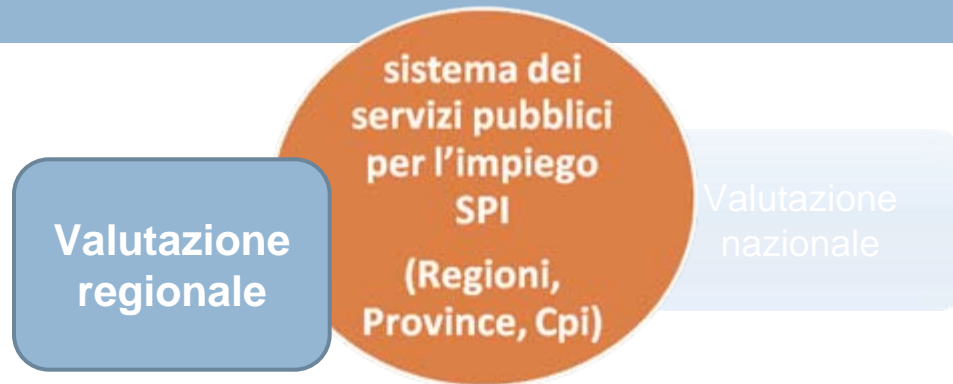 sistema dei
servizi pubblici
per l'impiego
SPI
(Regioni,
Province, Cpi)
Valutazione
regionale
Valutazione
nazionale